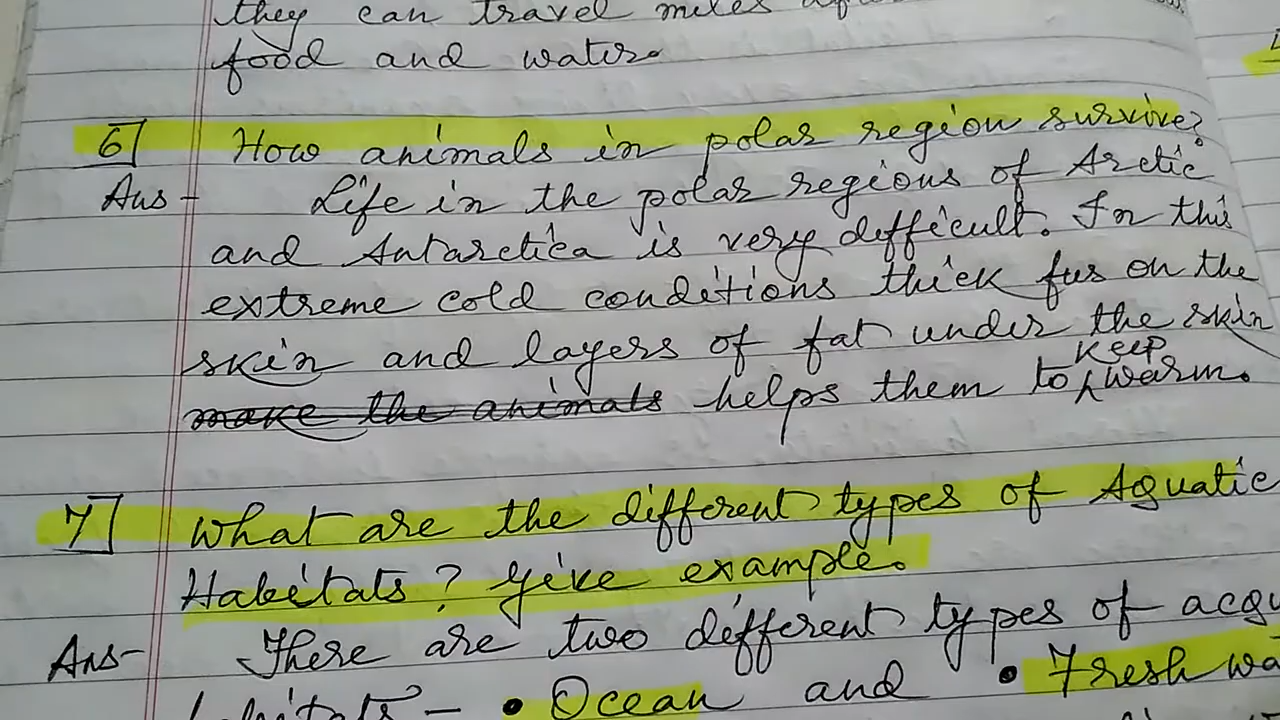 they can travel miles
food and water.
6] How animals in polar region survive?
Ans - Life in the polar regions of Arctic
and Antarctica is very difficult. In this
extreme cold conditions thick fur on the
skin and layers of fat under the skin
make the animals helps them to keep warm.
7] What are the different types of Aquatic
Habitats? Give example.
Ans- There are two different types of
habitats - • Ocean and • Fresh